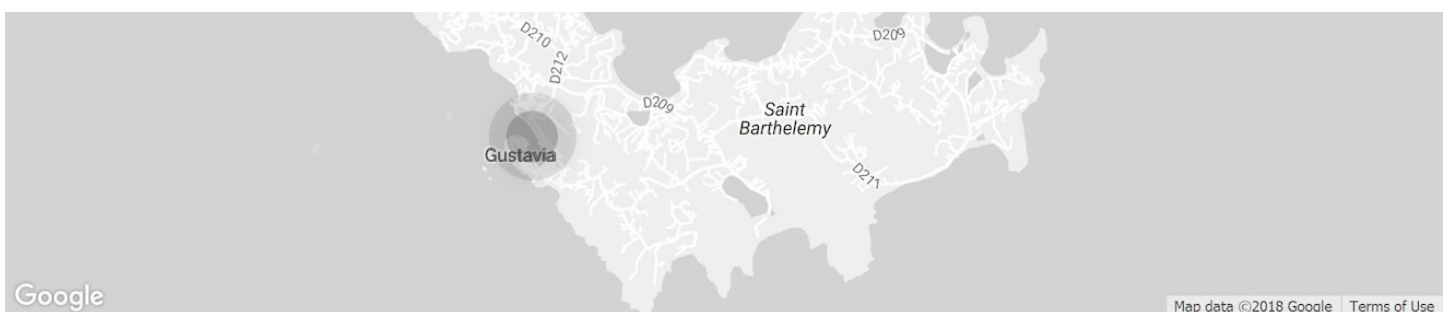 D210
D212
D209
D209
Saint
Barthelemy
Gustavia
D211
Google
Map data ©2018 Google
Terms of Use